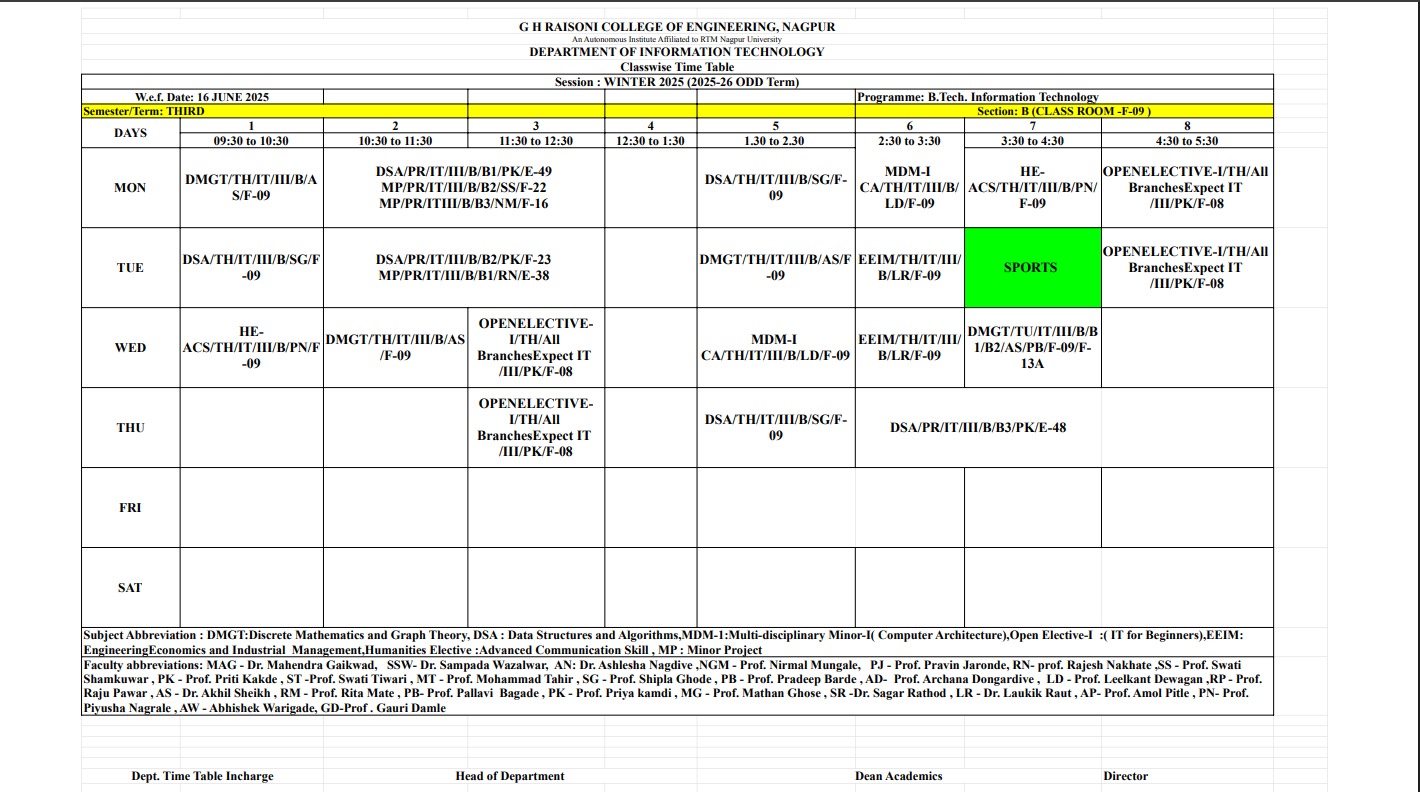 G H RAISONI COLLEGE OF ENGINEERING, NAGPUR
An Autonomous Institute Affiliated to RTM Nagpur University
DEPARTMENT OF INFORMATION TECHNOLOGY
Classwise Time Table
Session : WINTER 2025 (2025-26 ODD Term)
W.e.f. Date: 16 JUNE 2025
Programme: B.Tech. Information Technology
Semester/Term: THIRD
Section: B (CLASS ROOM -F-09 )
DAYS
1
2
3
4
5
6
7
8
09:30 to 10:30
10:30 to 11:30
11:30 to 12:30
12:30 to 1:30
1.30 to 2.30
2:30 to 3:30
3:30 to 4:30
4:30 to 5:30
MON
DMGT/TH/IT/III/B/A
S/F-09
DSA/PR/IT/III/B/B1/PK/E-49
MP/PR/IT/III/B/B2/SS/F-22
MP/PR/ITIII/B/B3/NM/F-16
DSA/TH/IT/III/B/SG/F-
09
MDM-I
CA/TH/IT/III/B/
LD/F-09
HE-
ACS/TH/IT/III/B/PN/
F-09
OPENELECTIVE-I/TH/All
BranchesExpect IT
/III/PK/F-08
TUE
DSA/TH/IT/III/B/SG/F
-09
DSA/PR/IT/III/B/B2/PK/F-23
MP/PR/IT/III/B/B1/RN/E-38
DMGT/TH/IT/III/B/AS/F
-09
EEIM/TH/IT/III/
B/LR/F-09
SPORTS
OPENELECTIVE-I/TH/All
BranchesExpect IT
/III/PK/F-08
WED
HE-
ACS/TH/IT/III/B/PN/F
-09
DMGT/TH/IT/III/B/AS
/F-09
OPENELECTIVE-
I/TH/All
BranchesExpect IT
/III/PK/F-08
MDM-I
CA/TH/IT/III/B/LD/F-09
EEIM/TH/IT/III/
B/LR/F-09
DMGT/TU/IT/III/B/B
1/B2/AS/PB/F-09/F-
13A
THU
OPENELECTIVE-
I/TH/All
BranchesExpect IT
/III/PK/F-08
DSA/TH/IT/III/B/SG/F-
09
DSA/PR/IT/III/B/B3/PK/E-48
FRI
SAT
Subject Abbreviation : DMGT:Discrete Mathematics and Graph Theory, DSA : Data Structures and Algorithms,MDM-1:Multi-disciplinary Minor-I( Computer Architecture),Open Elective-I :( IT for Beginners),EEIM:
EngineeringEconomics and Industrial Management,Humanities Elective :Advanced Communication Skill , MP : Minor Project
Faculty abbreviations: MAG - Dr. Mahendra Gaikwad, SSW- Dr. Sampada Wazalwar, AN: Dr. Ashlesha Nagdive ,NGM - Prof. Nirmal Mungale, PJ - Prof. Pravin Jaronde, RN- prof. Rajesh Nakhate ,SS - Prof. Swati
Shamkuwar , PK - Prof. Priti Kakde , ST -Prof. Swati Tiwari , MT - Prof. Mohammad Tahir , SG - Prof. Shipla Ghode , PB - Prof. Pradeep Barde , AD- Prof. Archana Dongardive , LD - Prof. Leelkant Dewagan ,RP - Prof.
Raju Pawar , AS - Dr. Akhil Sheikh , RM - Prof. Rita Mate , PB- Prof. Pallavi Bagade , PK - Prof. Priya kamdi , MG - Prof. Mathan Ghose , SR -Dr. Sagar Rathod , LR - Dr. Laukik Raut , AP- Prof. Amol Pitle , PN- Prof.
Piyusha Nagrale , AW - Abhishek Warigade, GD-Prof . Gauri Damle
Dept. Time Table Incharge
Head of Department
Dean Academics
Director